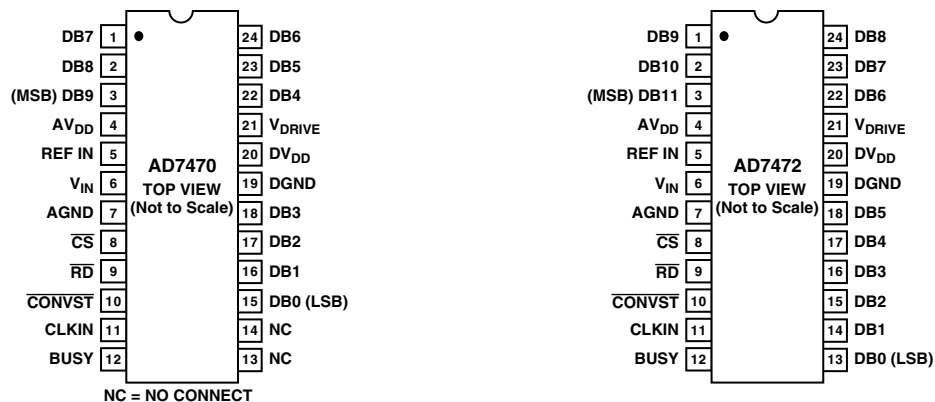 DB7 1
DB8 2
(MSB) DB9 3
AVDD 4
REF IN 5
VIN 6
AGND 7
CS 8
RD 9
CONVST 10
CLKIN 11
BUSY 12
AD7470
TOP VIEW
(Not to Scale)
24 DB6
23 DB5
22 DB4
21 VDRIVE
20 DVDD
19 DGND
18 DB3
17 DB2
16 DB1
15 DB0 (LSB)
14 NC
13 NC
NC = NO CONNECT
DB9 1
DB10 2
(MSB) DB11 3
AVDD 4
REF IN 5
VIN 6
AGND 7
CS 8
RD 9
CONVST 10
CLKIN 11
BUSY 12
AD7472
TOP VIEW
(Not to Scale)
24 DB8
23 DB7
22 DB6
21 VDRIVE
20 DVDD
19 DGND
18 DB5
17 DB4
16 DB3
15 DB2
14 DB1
13 DB0 (LSB)